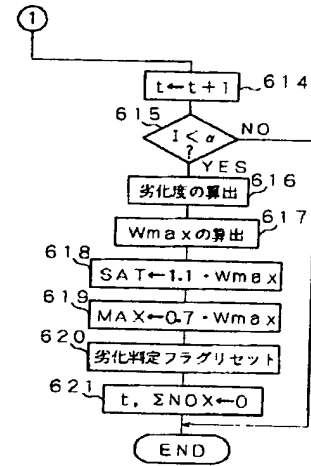 1
t←t+1
614
615
I<α
?
NO
YES
劣化度の算出
616
Wmaxの算出
617
618
SAT←1.1・Wmax
619
MAX←0.7・Wmax
620
劣化判定フラグリセット
621
t, ΣNOX←0
END